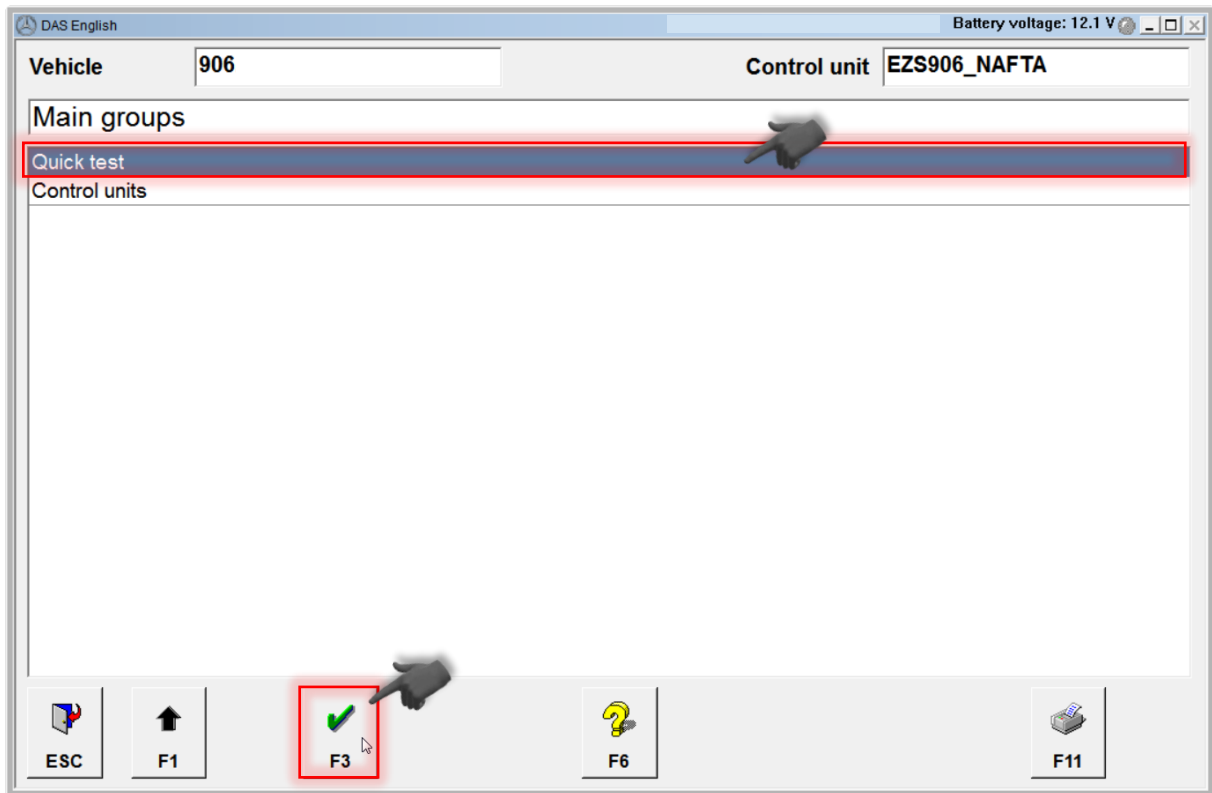 DAS English
Battery voltage: 12.1 V
Vehicle 906 Control unit EZS906_NAFTA
Main groups
Quick test
Control units
ESC F1 F3 F6 F11